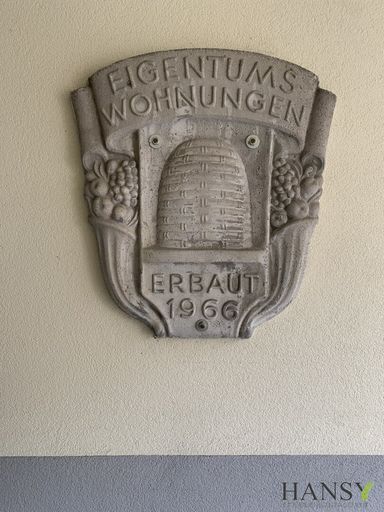 EIGENTUMS
WOHNUNGEN
ERBAUT
1966
HANSY